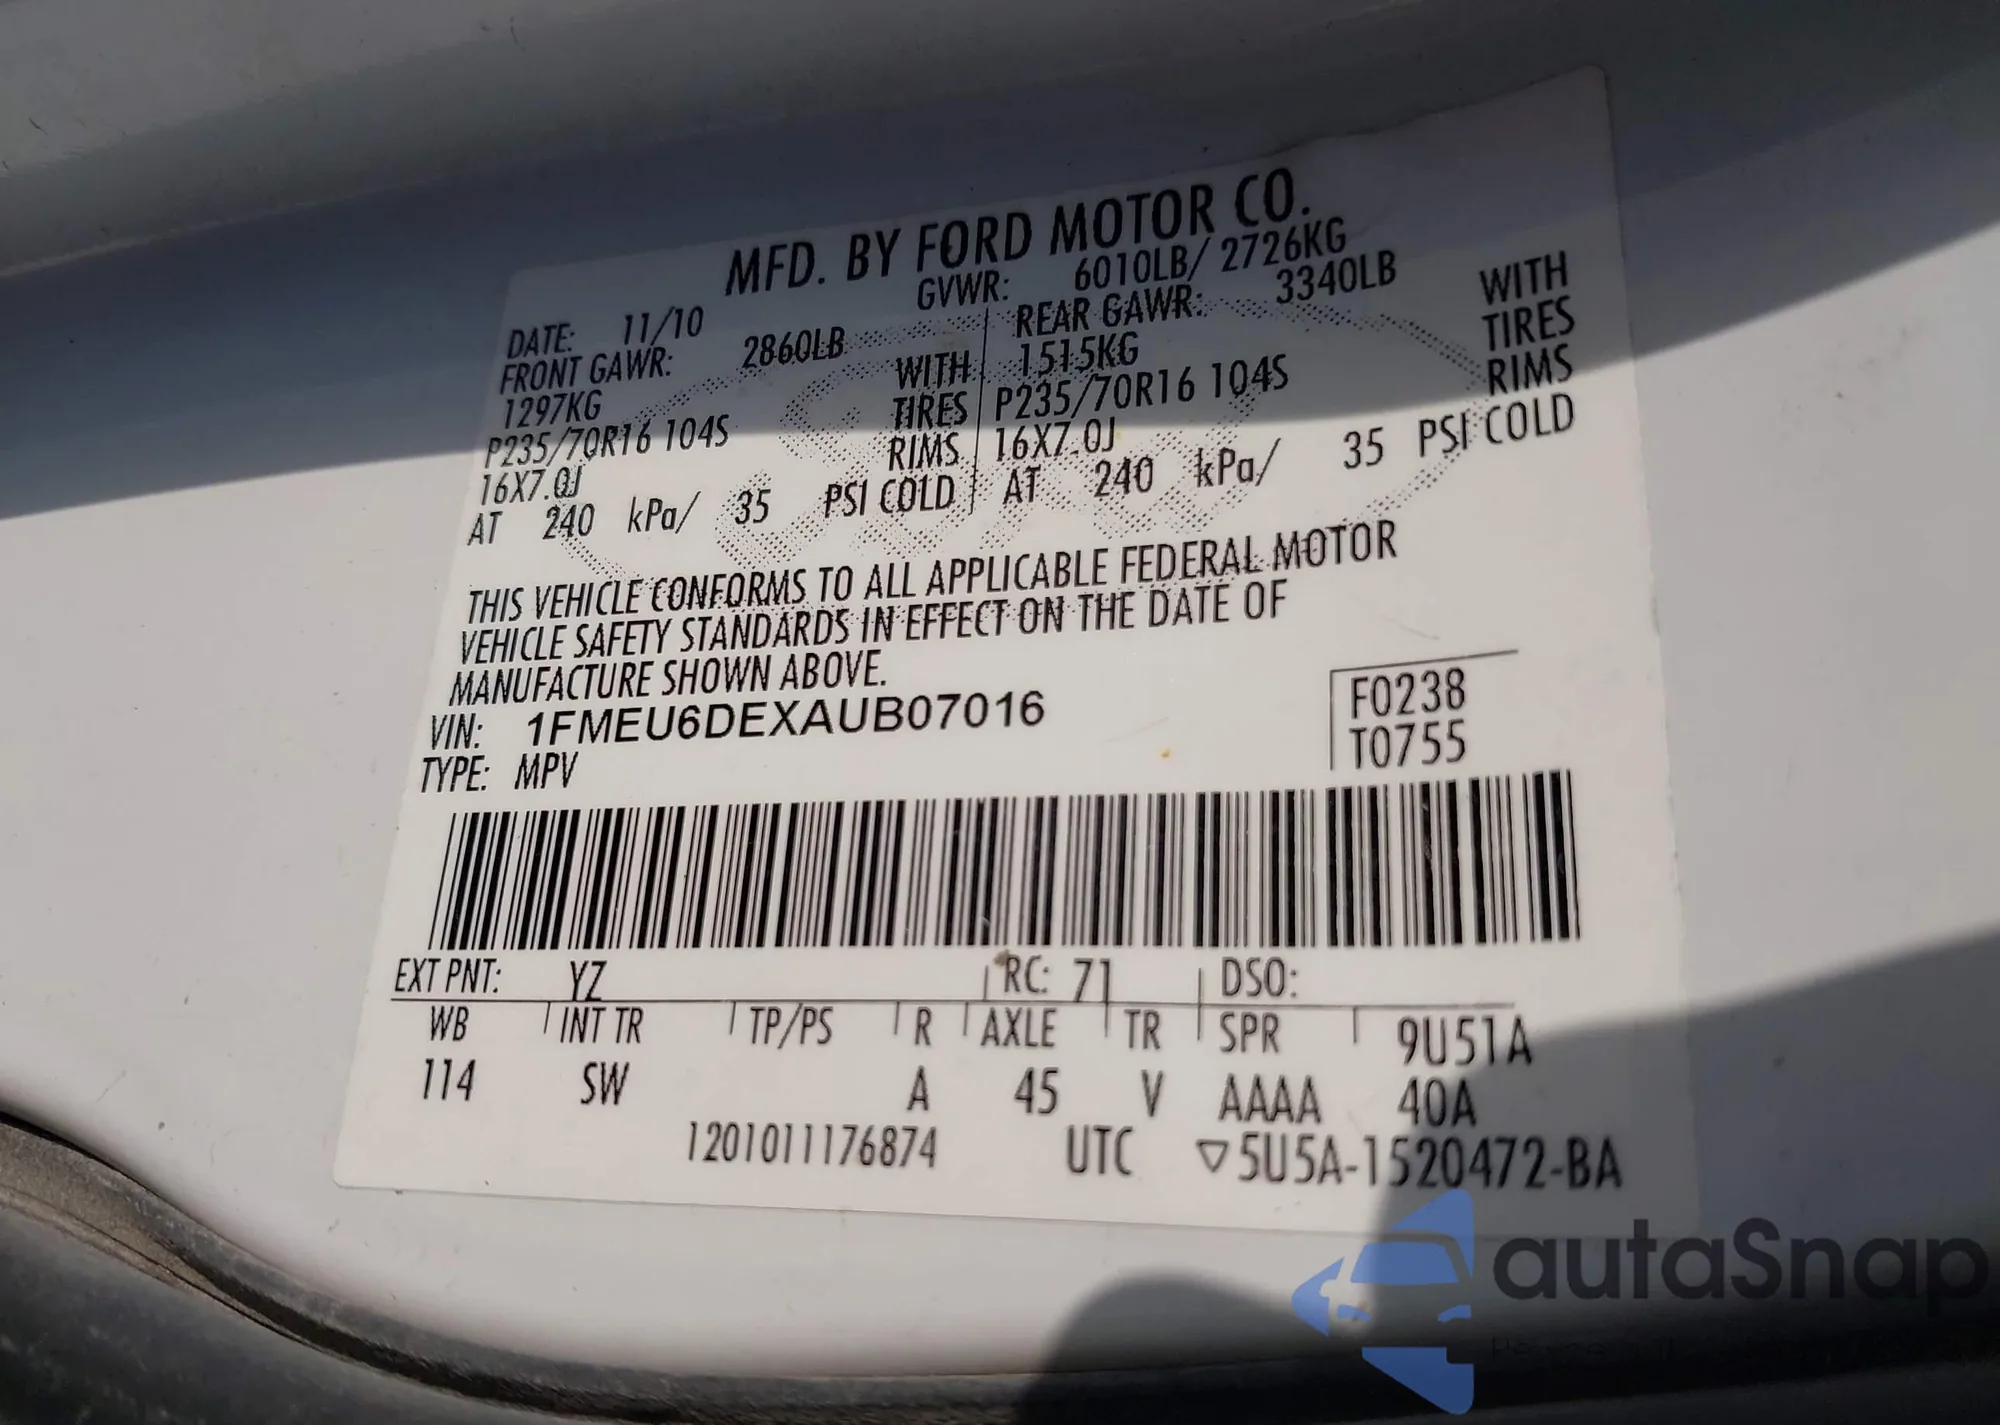 MFD. BY FORD MOTOR CO.
DATE: 11/10 GVWR: 6010LB/ 2726KG
FRONT GAWR: 2860LB REAR GAWR: 3340LB
1297KG WITH 1515KG WITH
P235/70R16 104S TIRES P235/70R16 104S TIRES
16X7.0J RIMS 16X7.0J RIMS
AT 240 kPa/ 35 PSI COLD AT 240 kPa/ 35 PSI COLD
THIS VEHICLE CONFORMS TO ALL APPLICABLE FEDERAL MOTOR
VEHICLE SAFETY STANDARDS IN EFFECT ON THE DATE OF
MANUFACTURE SHOWN ABOVE.
VIN: 1FMEU6DEXAUB07016 F0238
TYPE: MPV T0755
EXT PNT: YZ RC: 71 DSO:
WB INT TR TP/PS R AXLE TR SPR 9U51A
114 SW A 45 V AAAA 40A
1201011176874 UTC ▽5U5A-1520472-BA
autaSnap